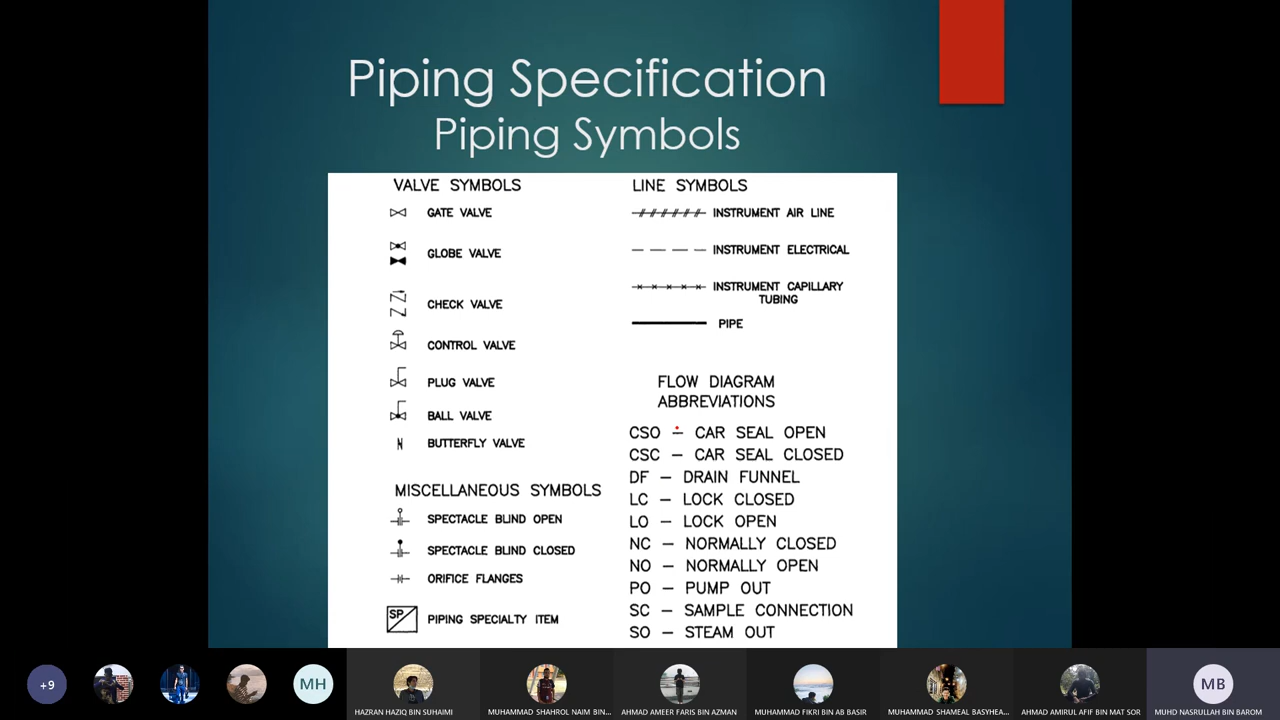 Piping Specification
Piping Symbols
VALVE SYMBOLS
GATE VALVE
GLOBE VALVE
CHECK VALVE
CONTROL VALVE
PLUG VALVE
BALL VALVE
BUTTERFLY VALVE
MISCELLANEOUS SYMBOLS
SPECTACLE BLIND OPEN
SPECTACLE BLIND CLOSED
ORIFICE FLANGES
SP PIPING SPECIALTY ITEM
LINE SYMBOLS
INSTRUMENT AIR LINE
INSTRUMENT ELECTRICAL
INSTRUMENT CAPILLARY
TUBING
PIPE
FLOW DIAGRAM
ABBREVIATIONS
CSO – CAR SEAL OPEN
CSC – CAR SEAL CLOSED
DF – DRAIN FUNNEL
LC – LOCK CLOSED
LO – LOCK OPEN
NC – NORMALLY CLOSED
NO – NORMALLY OPEN
PO – PUMP OUT
SC – SAMPLE CONNECTION
SO – STEAM OUT
+9
MH
HAZRAN HAZIQ BIN SUHAIMI
MUHAMMAD SHAHROL NAIM BIN...
AHMAD AMEER FARIS BIN AZMAN
MUHAMMAD FIKRI BIN AB BASIR
MUHAMMAD SHAMEAL BASYHEA...
AHMAD AMIRUL AFIF BIN MAT SOR
MB
MUHD NASRULLAH BIN BAROM